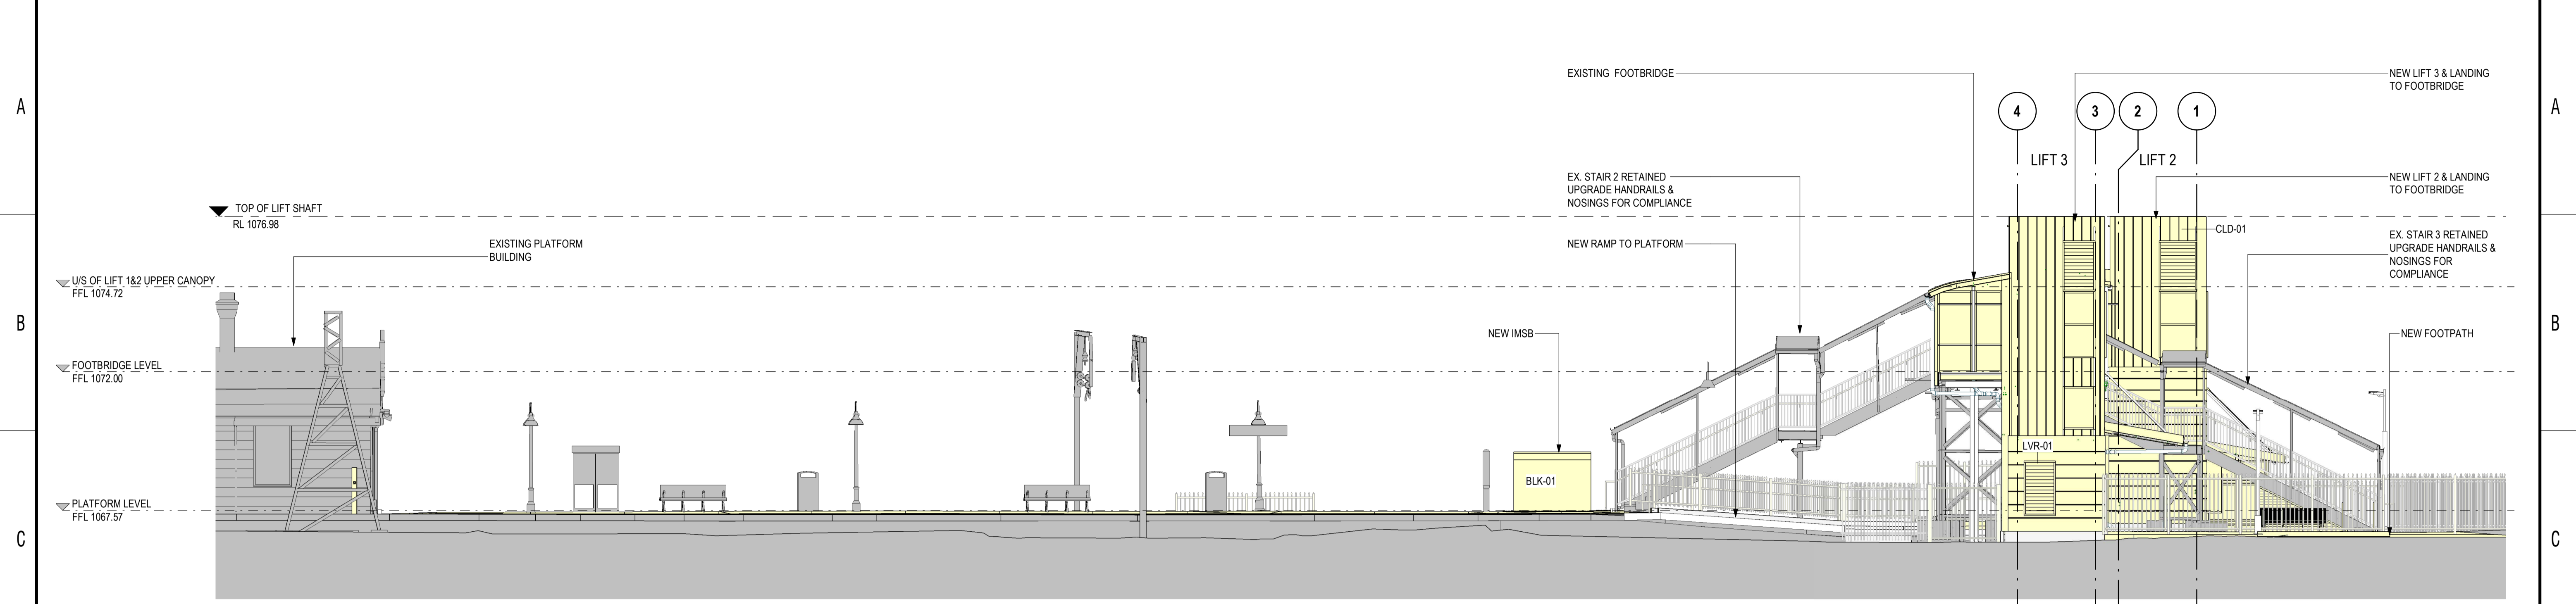 A
A
EXISTING FOOTBRIDGE
NEW LIFT 3 & LANDING
TO FOOTBRIDGE
4
3
2
1
LIFT 3
LIFT 2
EX. STAIR 2 RETAINED
UPGRADE HANDRAILS &
NOSINGS FOR COMPLIANCE
NEW LIFT 2 & LANDING
TO FOOTBRIDGE
TOP OF LIFT SHAFT
RL 1076.98
CLD-01
EXISTING PLATFORM
BUILDING
NEW RAMP TO PLATFORM
EX. STAIR 3 RETAINED
UPGRADE HANDRAILS &
NOSINGS FOR
COMPLIANCE
U/S OF LIFT 1&2 UPPER CANOPY
FFL 1074.72
B
B
NEW IMSB
NEW FOOTPATH
FOOTBRIDGE LEVEL
FFL 1072.00
LVR-01
BLK-01
PLATFORM LEVEL
FFL 1067.57
C
C